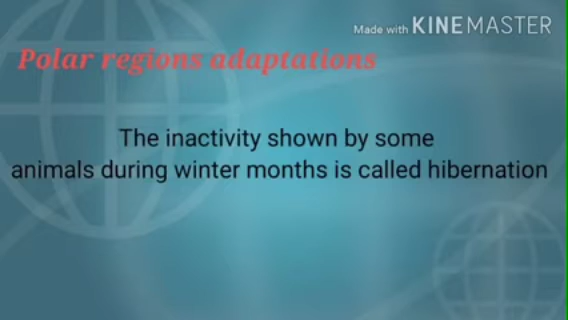 Made with KINEMASTER
Polar regions adaptations
The inactivity shown by some
animals during winter months is called hibernation